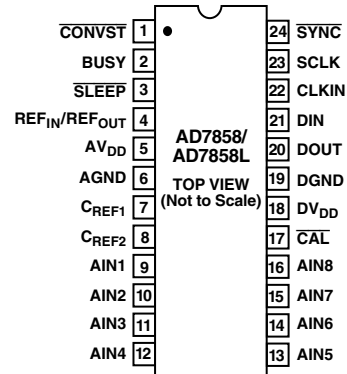 CONVST 1
BUSY 2
SLEEP 3
REFIN/REFOUT 4
AVDD 5
AGND 6
CREF1 7
CREF2 8
AIN1 9
AIN2 10
AIN3 11
AIN4 12
AD7858/
AD7858L
TOP VIEW
(Not to Scale)
24 SYNC
23 SCLK
22 CLKIN
21 DIN
20 DOUT
19 DGND
18 DVDD
17 CAL
16 AIN8
15 AIN7
14 AIN6
13 AIN5